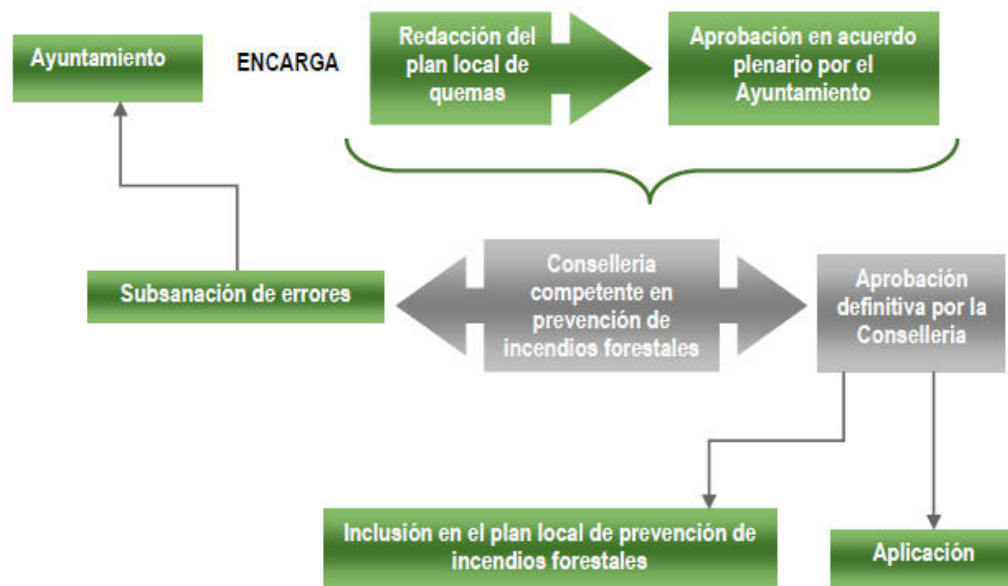 Ayuntamiento
ENCARGA
Redacción del
plan local de
quemas
Aprobación en acuerdo
plenario por el
Ayuntamiento
Subsanación de errores
Conselleria
competente en
prevención de
incendios forestales
Aprobación
definitiva por la
Conselleria
Inclusión en el plan local de prevención de
incendios forestales
Aplicación